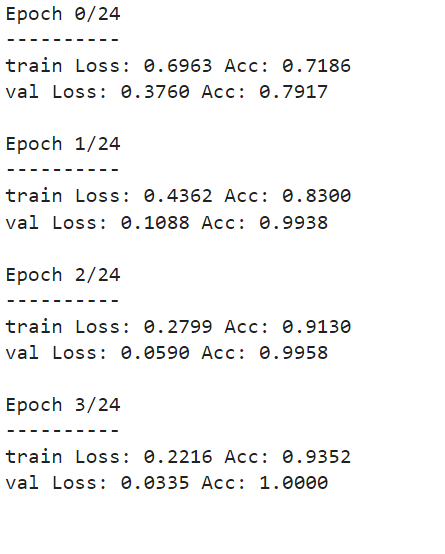 Epoch 0/24
----------
train Loss: 0.6963 Acc: 0.7186
val Loss: 0.3760 Acc: 0.7917

Epoch 1/24
----------
train Loss: 0.4362 Acc: 0.8300
val Loss: 0.1088 Acc: 0.9938

Epoch 2/24
----------
train Loss: 0.2799 Acc: 0.9130
val Loss: 0.0590 Acc: 0.9958

Epoch 3/24
----------
train Loss: 0.2216 Acc: 0.9352
val Loss: 0.0335 Acc: 1.0000